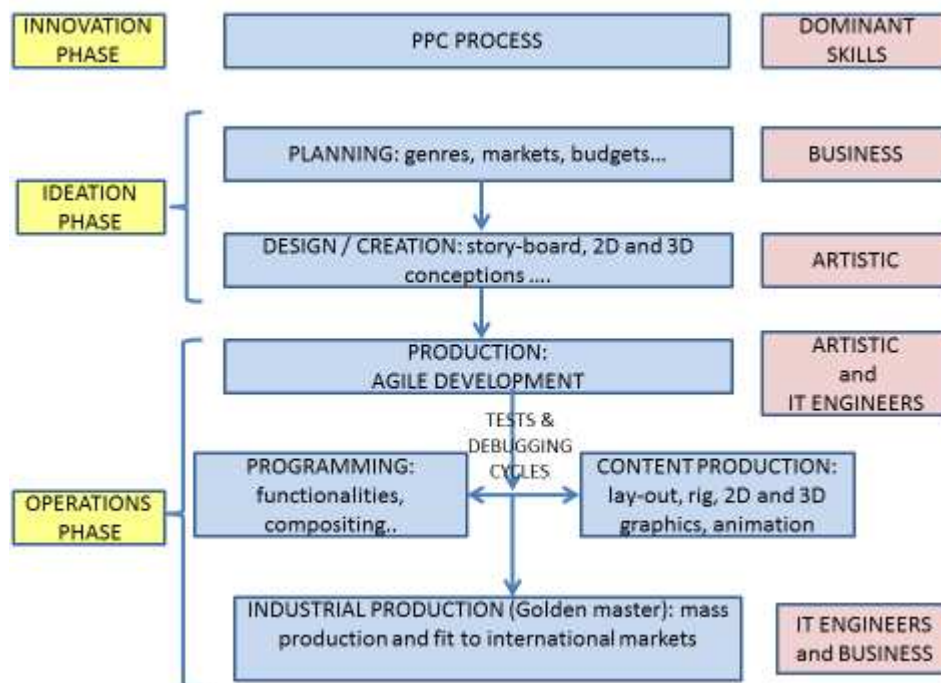 INNOVATION
PHASE
PPC PROCESS
DOMINANT
SKILLS
IDEATION
PHASE
PLANNING: genres, markets, budgets...
BUSINESS
DESIGN / CREATION: story-board, 2D and 3D
conceptions ....
ARTISTIC
OPERATIONS
PHASE
PRODUCTION:
AGILE DEVELOPMENT
ARTISTIC
and
IT ENGINEERS
TESTS &
DEBUGGING
CYCLES
PROGRAMMING:
functionalities,
compositing..
CONTENT PRODUCTION:
lay-out, rig, 2D and 3D
graphics, animation
INDUSTRIAL PRODUCTION (Golden master): mass
production and fit to international markets
IT ENGINEERS
and BUSINESS